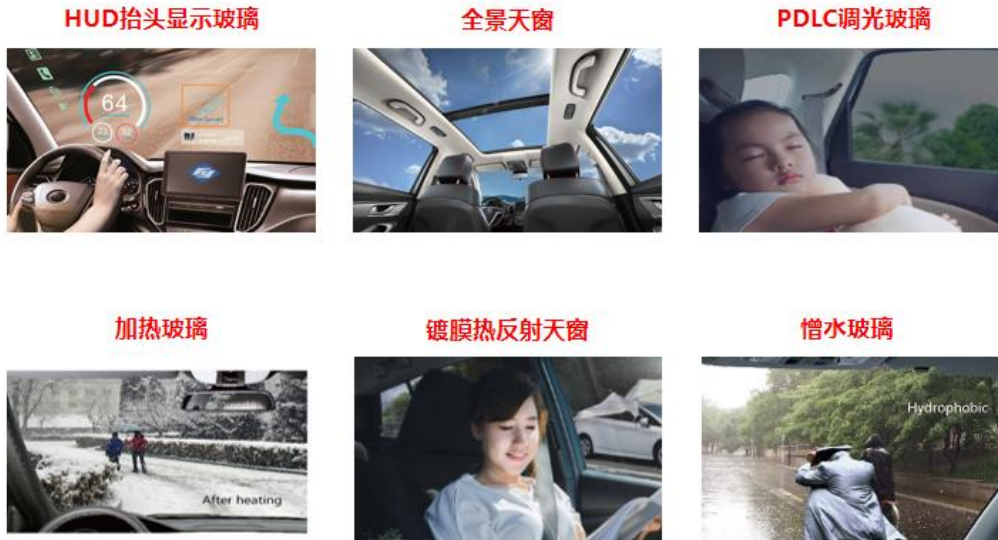 HUD抬头显示玻璃
全景天窗
PDLC调光玻璃
64
加热玻璃
镀膜热反射天窗
憎水玻璃
After heating
Hydrophobic